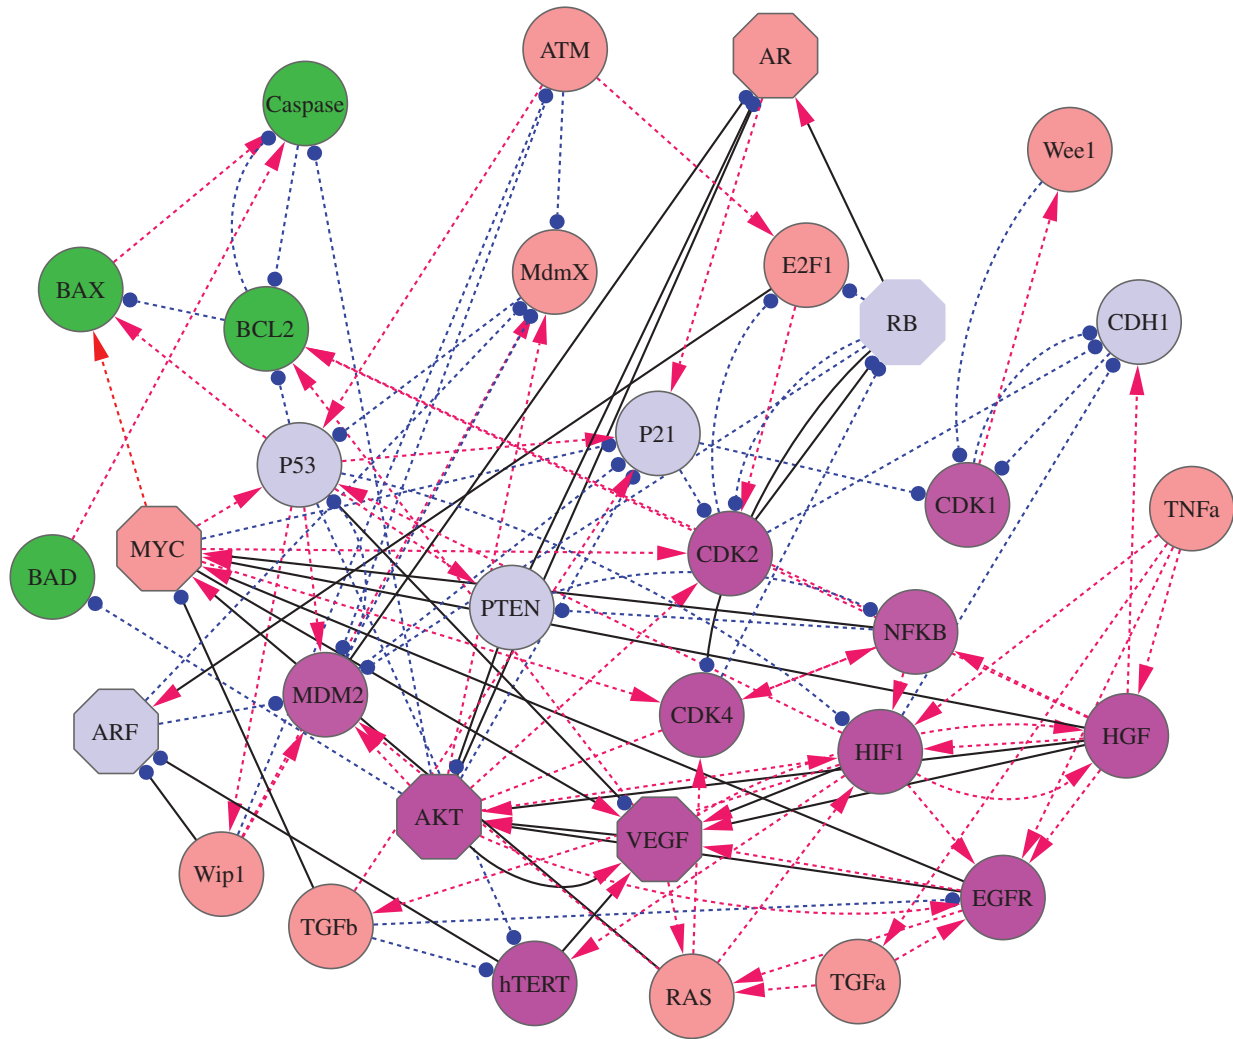 ATM
AR
Caspase
Wee1
MdmX
E2F1
BAX
BCL2
RB
CDH1
P21
P53
CDK1
TNFa
MYC
CDK2
BAD
PTEN
NFKB
MDM2
CDK4
ARF
HIF1
HGF
AKT
VEGF
Wip1
EGFR
TGFb
hTERT
RAS
TGFa